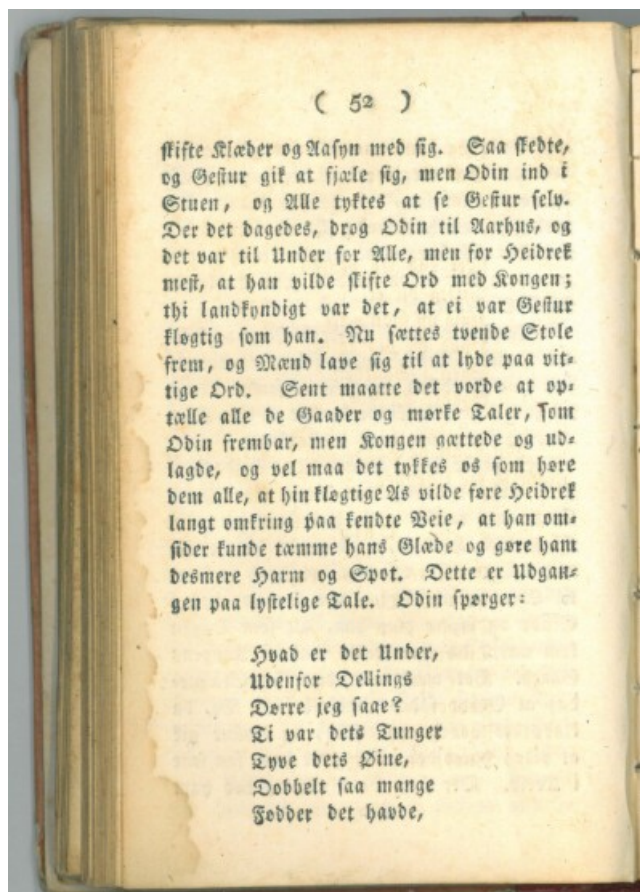 ( 52 )
skifte Klæder og Aasyn med sig. Saa skedte,
og Gestur gik at fjæle sig, men Odin ind i
Stuen, og Alle tyktes at se Gestur selv.
Der det dagedes, drog Odin til Aarhus, og
det var til Under for Alle, men for Heidrek
mest, at han vilde skifte Ord med Kongen;
thi landkyndigt var det, at ei var Gestur
kløgtig som han. Nu sættes tvende Stole
frem, og Mænd lave sig til at lyde paa vit-
tige Ord. Sent maatte det vorde at op-
tælle alle de Gaader og mørke Taler, som
Odin frembar, men Kongen gættede og ud-
lagde, og vel maa det tykkes os som høre
dem alle, at hin kløgtige As vilde føre Heidrek
langt omkring paa kendte Veie, at han om-
sider kunde tæmme hans Glæde og gøre ham
desmere Harm og Spot. Dette er Udgan-
gen paa lystelige Tale. Odin spørger:
Hvad er det Under,
Udenfor Dellings
Dørre jeg saae?
Ti var dets Tunger
Tyve dets Øine,
Dobbelt saa mange
Fødder det havde,